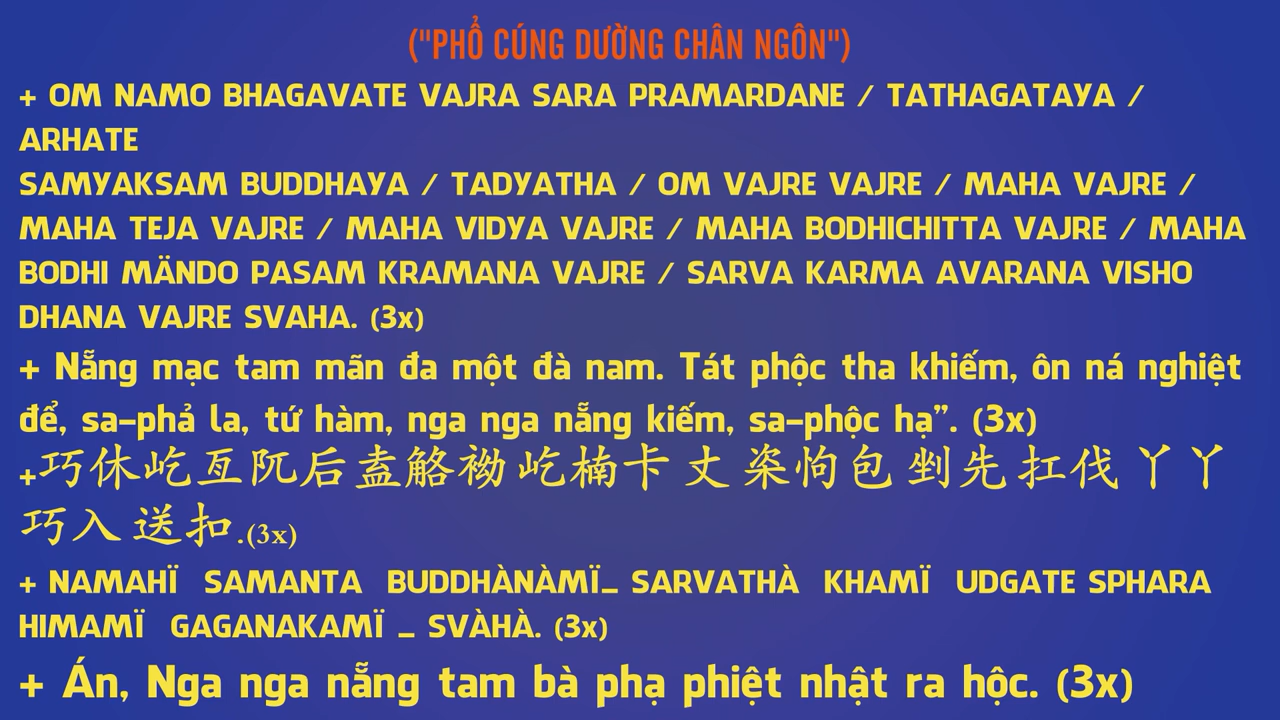 ("PHỔ CÚNG DƯỜNG CHÂN NGÔN")
+ OM NAMO BHAGAVATE VAJRA SARA PRAMARDANE / TATHAGATAYA /
ARHATE
SAMYAKSAM BUDDHAYA / TADYATHA / OM VAJRE VAJRE / MAHA VAJRE /
MAHA TEJA VAJRE / MAHA VIDYA VAJRE / MAHA BODHICHITTA VAJRE / MAHA
BODHI MÄNDO PASAM KRAMANA VAJRE / SARVA KARMA AVARANA VISHO
DHANA VAJRE SVAHA. (3x)
+ Nẵng mạc tam mãn đa một đà nam. Tát phộc tha khiếm, ôn ná nghiệt
để, sa-phả la, tứ hàm, nga nga nẵng kiếm, sa-phộc hạ”. (3x)
+巧休屹亙阢后盍觡袎 屹楠卡 丈 楶怐包 剉先 扛伐 丫丫
巧入 送扣.(3x)
+ NAMAHÏ SAMANTA BUDDHÀNÀMÏ_ SARVATHÀ KHAMÏ UDGATE SPHARA
HIMAMÏ GAGANAKAMÏ _ SVÀHÀ. (3x)
+ Án, Nga nga nẵng tam bà phạ phiệt nhật ra hộc. (3x)